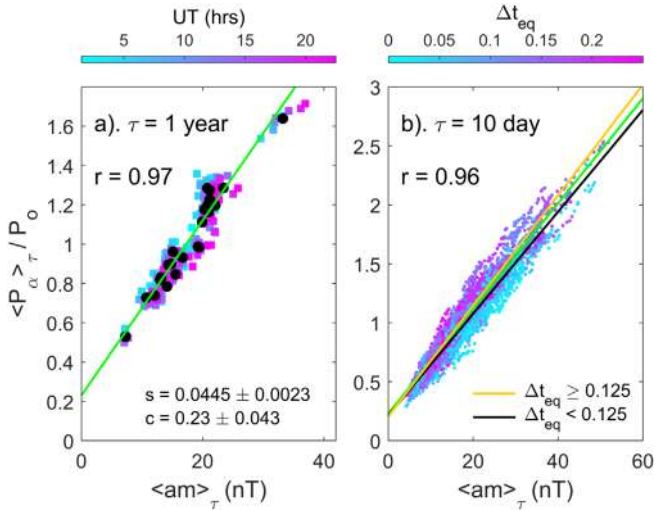 UT (hrs)
5 10 15 20
Δt_eq
0 0.05 0.1 0.15 0.2
a). τ = 1 year
r = 0.97
s = 0.0445 ± 0.0023
c = 0.23 ± 0.043
<P_α>_τ / P_o
1.6
1.4
1.2
1
0.8
0.6
0.4
0.2
0
0 20 40
<am>_τ (nT)
b). τ = 10 day
r = 0.96
Δt_eq ≥ 0.125
Δt_eq < 0.125
3
2.5
2
1.5
1
0.5
0
0 10 20 30 40 50 60
<am>_τ (nT)